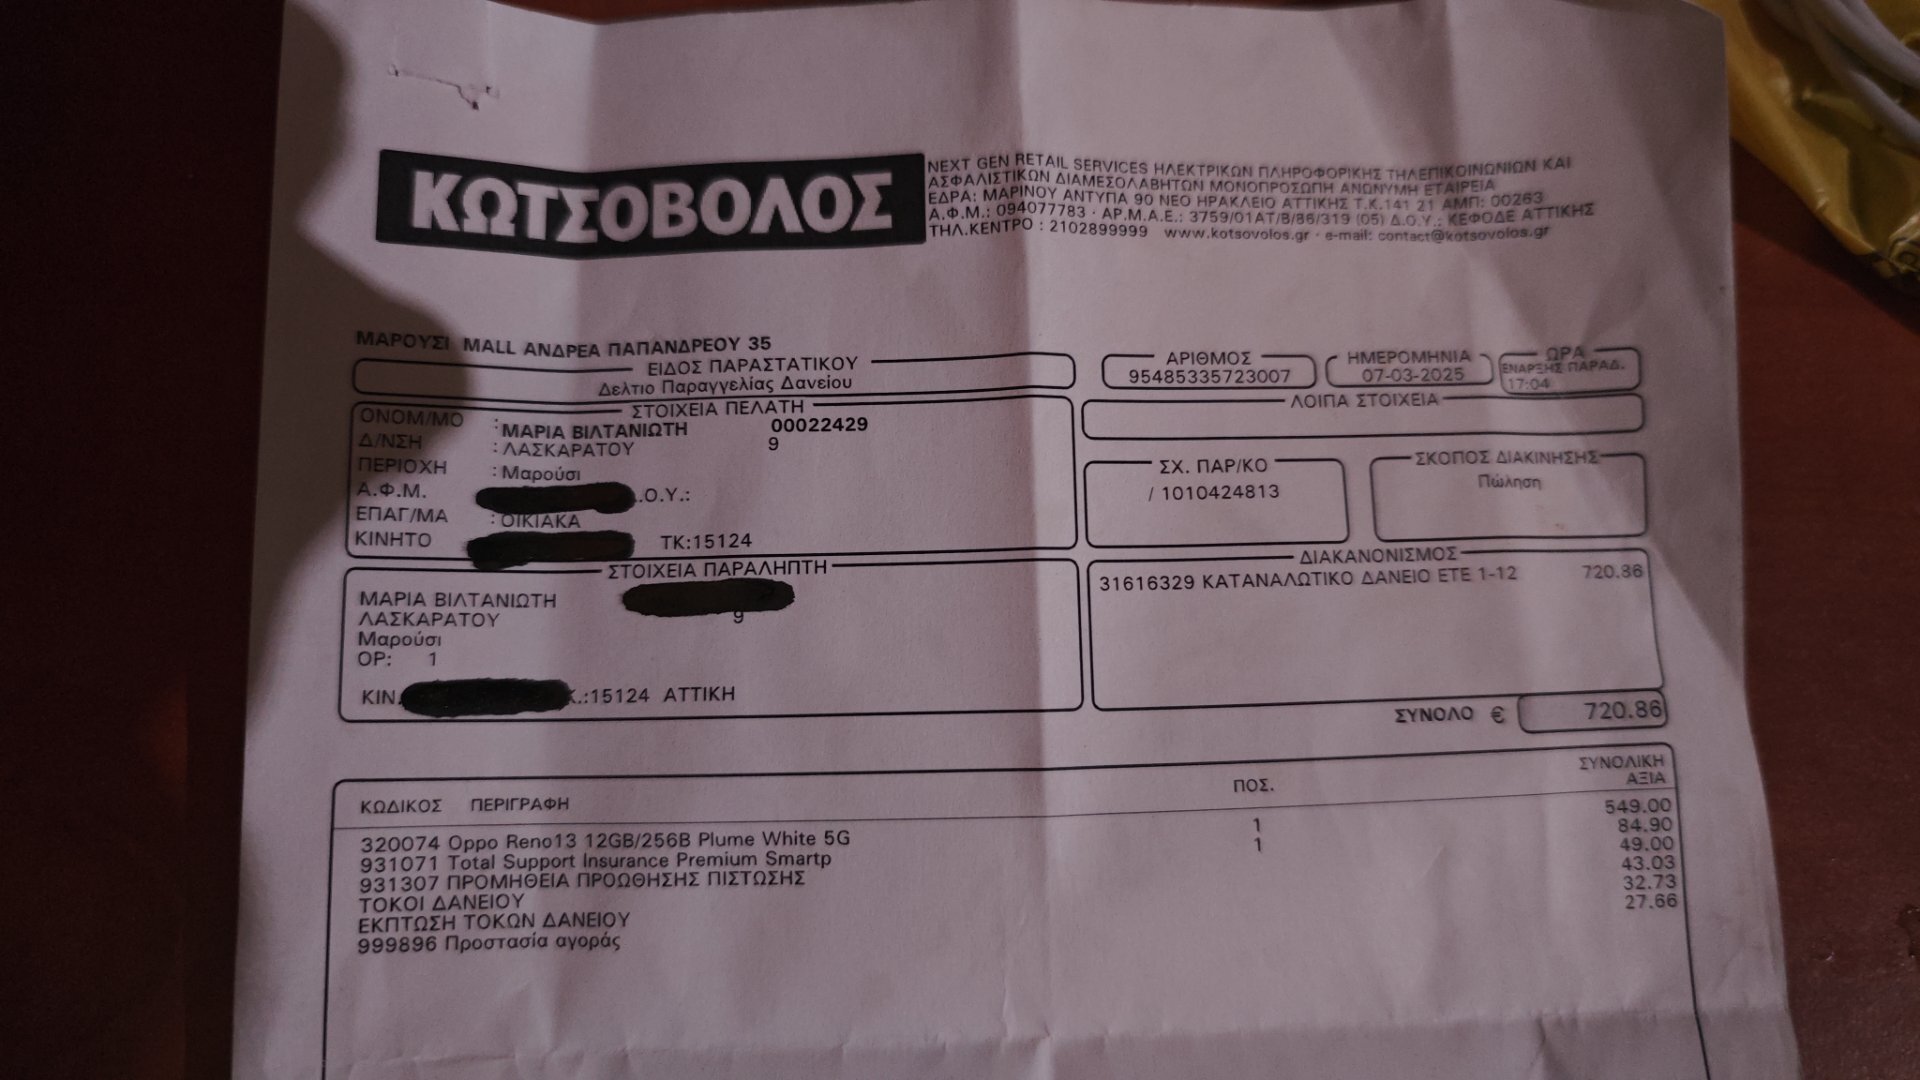 ΚΩΤΣΟΒΟΛΟΣ
NEXT GEN RETAIL SERVICES ΗΛΕΚΤΡΙΚΩΝ ΠΛΗΡΟΦΟΡΙΚΗΣ ΤΗΛΕΠΙΚΟΙΝΩΝΙΩΝ ΚΑΙ
ΑΣΦΑΛΙΣΤΙΚΩΝ ΔΙΑΜΕΣΟΛΑΒΗΤΩΝ ΜΟΝΟΠΡΟΣΩΠΗ ΑΝΩΝΥΜΗ ΕΤΑΙΡΕΙΑ
ΕΔΡΑ: ΜΑΡΙΝΟΥ ΑΝΤΥΠΑ 90 ΝΕΟ ΗΡΑΚΛΕΙΟ ΑΤΤΙΚΗΣ Τ.Κ.141 21 ΑΜΠ: 00263
Α.Φ.Μ.: 094077783 · ΑΡ.Μ.Α.Ε.: 3759/01ΑΤ/Β/86/319 (05) Δ.Ο.Υ.: ΚΕΦΟΔΕ ΑΤΤΙΚΗΣ
ΤΗΛ.ΚΕΝΤΡΟ : 2102899999 www.kotsovolos.gr · e-mail: contact@kotsovolos.gr
ΜΑΡΟΥΣΙ MALL ΑΝΔΡΕΑ ΠΑΠΑΝΔΡΕΟΥ 35
ΕΙΔΟΣ ΠΑΡΑΣΤΑΤΙΚΟΥ
Δελτιο Παραγγελίας Δανείου
ΑΡΙΘΜΟΣ
95485335723007
ΗΜΕΡΟΜΗΝΙΑ
07-03-2025
ΩΡΑ
ΕΝΑΡΞΗΣ ΠΑΡΑΔ.
17:04
ΣΤΟΙΧΕΙΑ ΠΕΛΑΤΗ
ΟΝΟΜ/ΜΟ : ΜΑΡΙΑ ΒΙΛΤΑΝΙΩΤΗ 00022429
Δ/ΝΣΗ : ΛΑΣΚΑΡΑΤΟΥ 9
ΠΕΡΙΟΧΗ : Μαρούσι
Α.Φ.Μ. .Ο.Υ.:
ΕΠΑΓ/ΜΑ : ΟΙΚΙΑΚΑ
ΚΙΝΗΤΟ ΤΚ:15124
ΛΟΙΠΑ ΣΤΟΙΧΕΙΑ
ΣΧ. ΠΑΡ/ΚΟ
/ 1010424813
ΣΚΟΠΟΣ ΔΙΑΚΙΝΗΣΗΣ
Πώληση
ΣΤΟΙΧΕΙΑ ΠΑΡΑΛΗΠΤΗ
ΜΑΡΙΑ ΒΙΛΤΑΝΙΩΤΗ
ΛΑΣΚΑΡΑΤΟΥ 9
Μαρούσι
ΟΡ: 1
ΚΙΝ. Κ.:15124 ΑΤΤΙΚΗ
ΔΙΑΚΑΝΟΝΙΣΜΟΣ
31616329 ΚΑΤΑΝΑΛΩΤΙΚΟ ΔΑΝΕΙΟ ΕΤΕ 1-12 720.86
ΣΥΝΟΛΟ € 720.86
ΚΩΔΙΚΟΣ ΠΕΡΙΓΡΑΦΗ ΠΟΣ. ΣΥΝΟΛΙΚΗ ΑΞΙΑ
320074 Oppo Reno13 12GB/256B Plume White 5G 1 549.00
931071 Total Support Insurance Premium Smartp 1 84.90
931307 ΠΡΟΜΗΘΕΙΑ ΠΡΟΩΘΗΣΗΣ ΠΙΣΤΩΣΗΣ 49.00
ΤΟΚΟΙ ΔΑΝΕΙΟΥ 43.03
ΕΚΠΤΩΣΗ ΤΟΚΩΝ ΔΑΝΕΙΟΥ 32.73
999896 Προστασία αγοράς 27.66